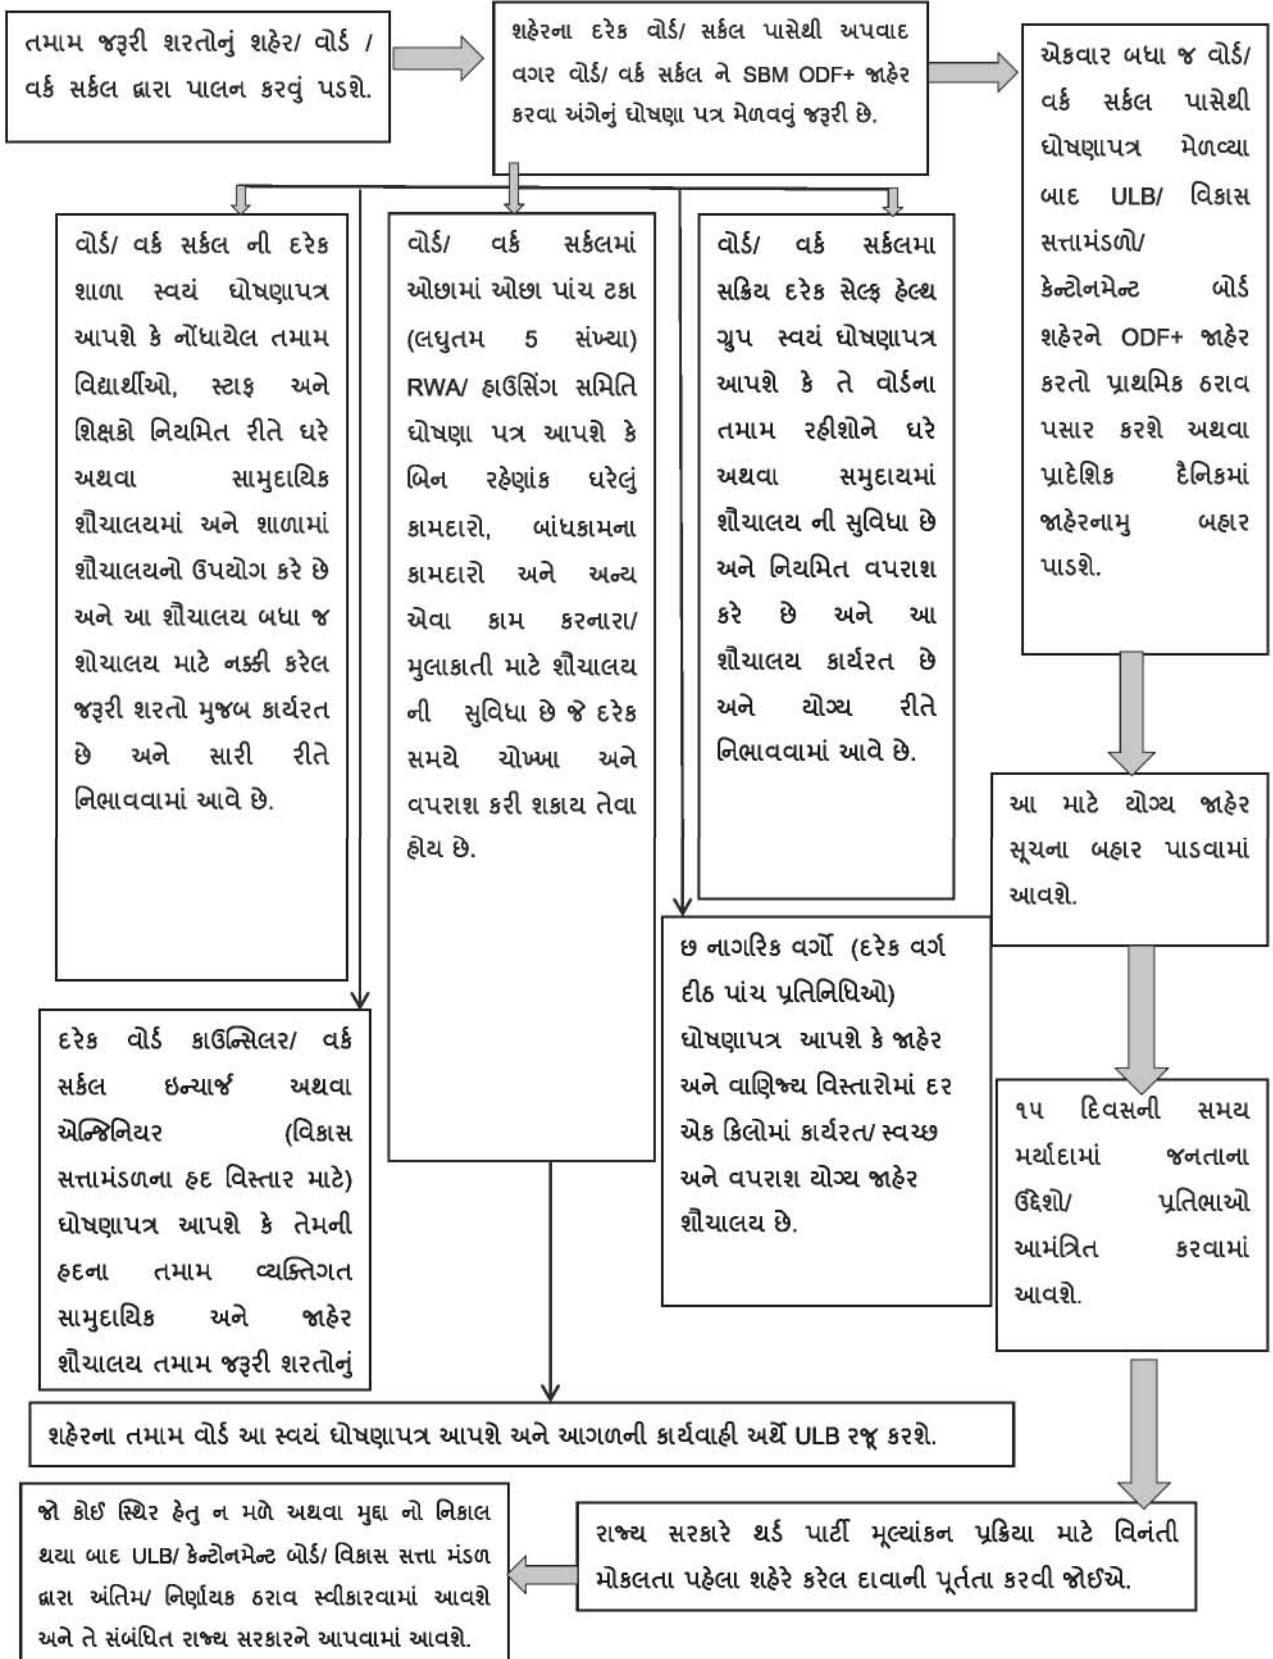 તમામ જરૂરી શરતોનું શહેર/ વોર્ડ /
વર્ક સર્કલ દ્વારા પાલન કરવું પડશે.
શહેરના દરેક વોર્ડ/ સર્કલ પાસેથી અપવાદ
વગર વોર્ડ/ વર્ક સર્કલ ને SBM ODF+ જાહેર
કરવા અંગેનું ઘોષણા પત્ર મેળવવું જરૂરી છે.
એકવાર બધા જ વોર્ડ/
વર્ક સર્કલ પાસેથી
ઘોષણાપત્ર મેળવ્યા
બાદ ULB/ વિકાસ
સત્તામંડળો/
કેન્ટોનમેન્ટ બોર્ડ
શહેરને ODF+ જાહેર
કરતો પ્રાથમિક ઠરાવ
પસાર કરશે અથવા
પ્રાદેશિક દૈનિકમાં
જાહેરનામુ બહાર
પાડશે.
વોર્ડ/ વર્ક સર્કલ ની દરેક
શાળા સ્વયં ઘોષણાપત્ર
આપશે કે નોંધાયેલ તમામ
વિદ્યાર્થીઓ, સ્ટાફ અને
શિક્ષકો નિયમિત રીતે ઘરે
અથવા સામુદાયિક
શૌચાલયમાં અને શાળામાં
શૌચાલયનો ઉપયોગ કરે છે
અને આ શૌચાલય બધા જ
શોચાલય માટે નક્કી કરેલ
જરૂરી શરતો મુજબ કાર્યરત
છે અને સારી રીતે
નિભાવવામાં આવે છે.
વોર્ડ/ વર્ક સર્કલમાં
ઓછામાં ઓછા પાંચ ટકા
(લઘુતમ 5 સંખ્યા)
RWA/ હાઉસિંગ સમિતિ
ઘોષણા પત્ર આપશે કે
બિન રહેણાંક ઘરેલું
કામદારો, બાંધકામના
કામદારો અને અન્ય
એવા કામ કરનારા/
મુલાકાતી માટે શૌચાલય
ની સુવિધા છે જે દરેક
સમયે ચોખ્ખા અને
વપરાશ કરી શકાય તેવા
હોય છે.
વોર્ડ/ વર્ક સર્કલમા
સક્રિય દરેક સેલ્ફ હેલ્થ
ગ્રુપ સ્વયં ઘોષણાપત્ર
આપશે કે તે વોર્ડના
તમામ રહીશોને ઘરે
અથવા સમુદાયમાં
શૌચાલય ની સુવિધા છે
અને નિયમિત વપરાશ
કરે છે અને આ
શૌચાલય કાર્યરત છે
અને યોગ્ય રીતે
નિભાવવામાં આવે છે.
આ માટે યોગ્ય જાહેર
સૂચના બહાર પાડવામાં
આવશે.
છ નાગરિક વર્ગો (દરેક વર્ગ
દીઠ પાંચ પ્રતિનિધિઓ)
ઘોષણાપત્ર આપશે કે જાહેર
અને વાણિજ્ય વિસ્તારોમાં દર
એક કિલોમાં કાર્યરત/ સ્વચ્છ
અને વપરાશ યોગ્ય જાહેર
શૌચાલય છે.
દરેક વોર્ડ કાઉન્સિલર/ વર્ક
સર્કલ ઇન્ચાર્જ અથવા
એન્જિનિયર (વિકાસ
સત્તામંડળના હદ વિસ્તાર માટે)
ઘોષણાપત્ર આપશે કે તેમની
હદના તમામ વ્યક્તિગત
સામુદાયિક અને જાહેર
શૌચાલય તમામ જરૂરી શરતોનું
૧૫ દિવસની સમય
મર્યાદામાં જનતાના
ઉદ્દેશો/ પ્રતિભાઓ
આમંત્રિત કરવામાં
આવશે.
શહેરના તમામ વોર્ડ આ સ્વયં ઘોષણાપત્ર આપશે અને આગળની કાર્યવાહી અર્થે ULB રજૂ કરશે.
રાજ્ય સરકારે થર્ડ પાર્ટી મૂલ્યાંકન પ્રક્રિયા માટે વિનંતી
મોકલતા પહેલા શહેરે કરેલ દાવાની પૂર્તતા કરવી જોઈએ.
જો કોઈ સ્થિર હેતુ ન મળે અથવા મુદ્દા નો નિકાલ
થયા બાદ ULB/ કેન્ટોનમેન્ટ બોર્ડ/ વિકાસ સત્તા મંડળ
દ્વારા અંતિમ/ નિર્ણાયક ઠરાવ સ્વીકારવામાં આવશે
અને તે સંબંધિત રાજ્ય સરકારને આપવામાં આવશે.